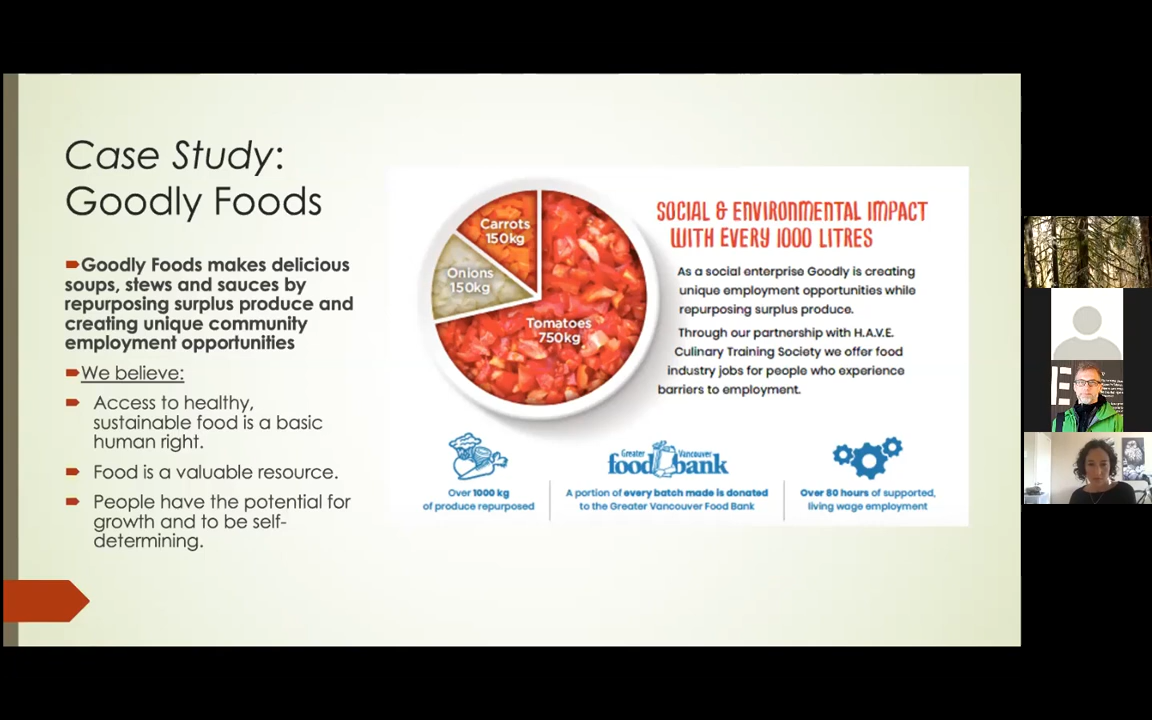 Case Study:
Goodly Foods
Goodly Foods makes delicious
soups, stews and sauces by
repurposing surplus produce and
creating unique community
employment opportunities
We believe:
Access to healthy,
sustainable food is a basic
human right.
Food is a valuable resource.
People have the potential for
growth and to be self-
determining.
Carrots
150kg
Onions
150kg
Tomatoes
750kg
SOCIAL & ENVIRONMENTAL IMPACT
WITH EVERY 1000 LITRES
As a social enterprise Goodly is creating
unique employment opportunities while
repurposing surplus produce.
Through our partnership with H.A.V.E.
Culinary Training Society we offer food
industry jobs for people who experience
barriers to employment.
Over 1000 kg
of produce repurposed
Greater Vancouver
food bank
A portion of every batch made is donated
to the Greater Vancouver Food Bank
Over 80 hours of supported,
living wage employment